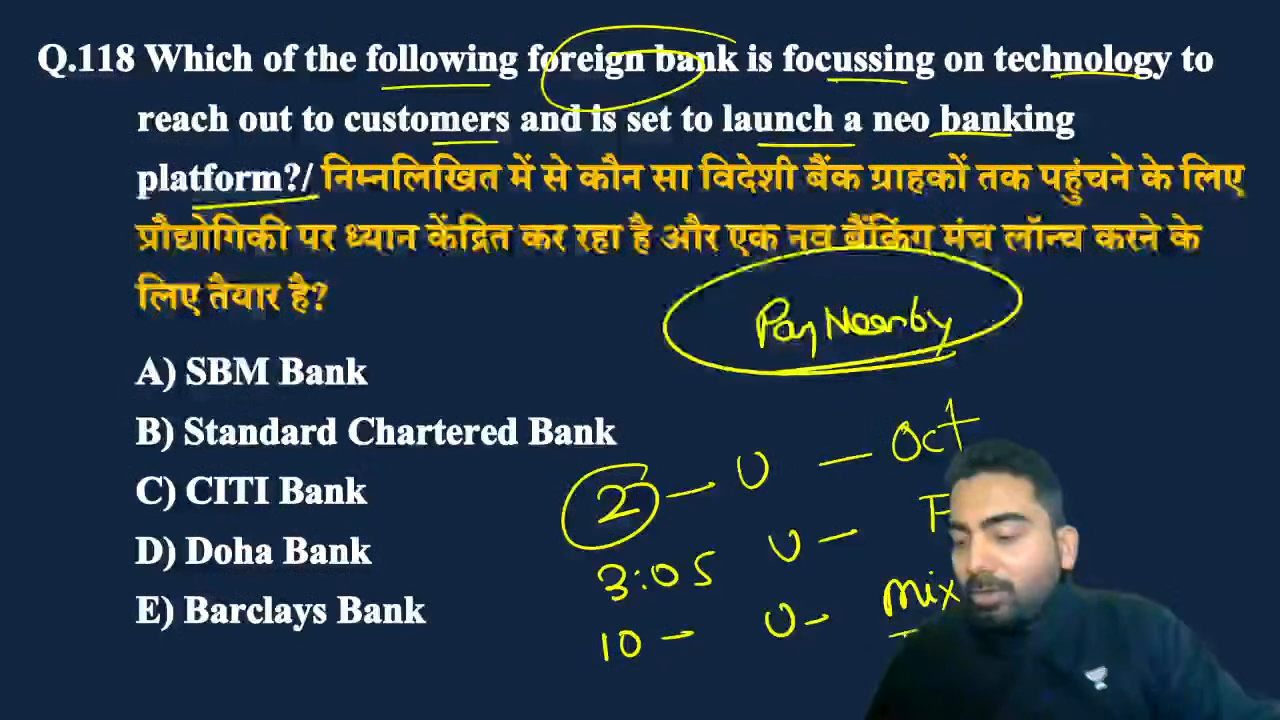 Q.118 Which of the following foreign bank is focussing on technology to
reach out to customers and is set to launch a neo banking
platform?/ निम्नलिखित में से कौन सा विदेशी बैंक ग्राहकों तक पहुंचने के लिए
प्रौद्योगिकी पर ध्यान केंद्रित कर रहा है और एक नव बैंकिंग मंच लॉन्च करने के
लिए तैयार है?
Pay Nearby
A) SBM Bank
B) Standard Chartered Bank
C) CITI Bank
D) Doha Bank
E) Barclays Bank
2 — U — Oct
3:05 U — F
10 — U - Mix